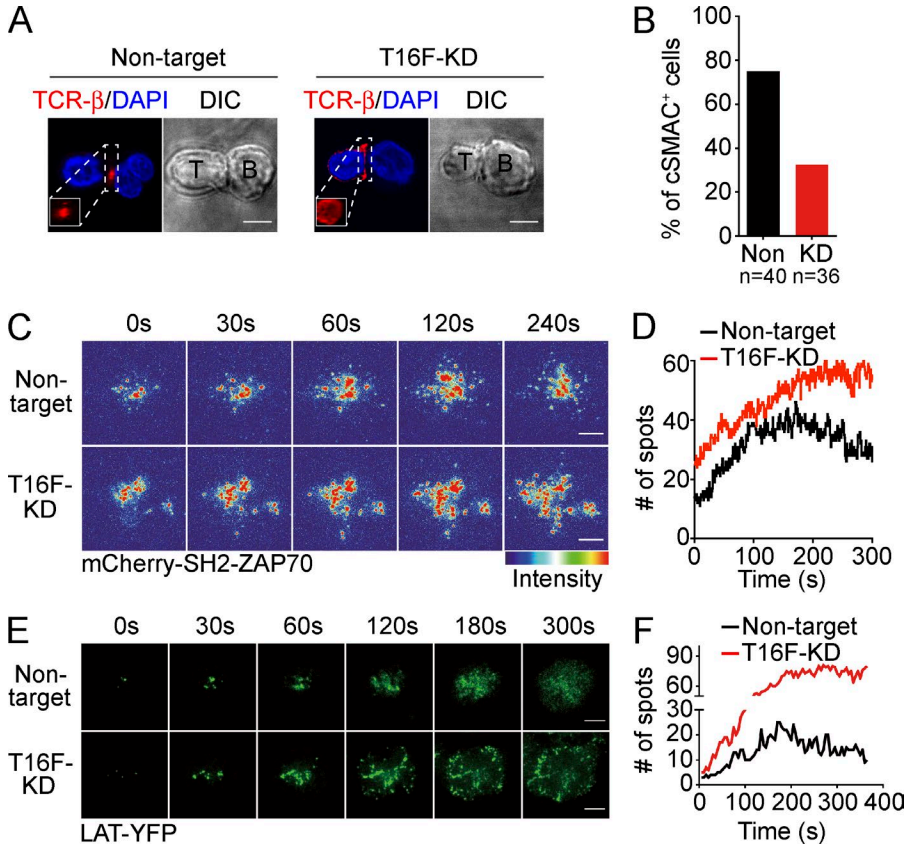 A
Non-target
T16F-KD
TCR-β/DAPI DIC
TCR-β/DAPI DIC
T B
T B
B
% of cSMAC⁺ cells
100
80
60
40
20
0
Non KD
n=40 n=36
C
0s 30s 60s 120s 240s
Non-
target
T16F-
KD
mCherry-SH2-ZAP70
Intensity
D
Non-target
T16F-KD
# of spots
60
40
20
0
0 100 200 300
Time (s)
E
0s 30s 60s 120s 180s 300s
Non-
target
T16F-
KD
LAT-YFP
F
Non-target
T16F-KD
# of spots
90
60
30
20
10
0
0 100 200 300 400
Time (s)